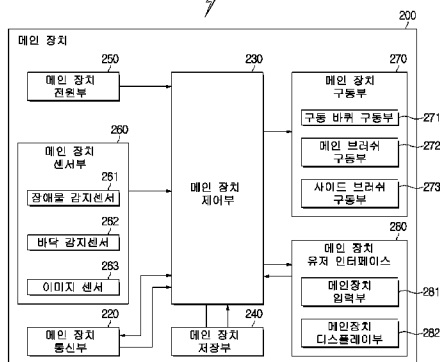 200
메인 장치
250
메인 장치
전원부
230
메인 장치
제어부
270
메인 장치
구동부
구동 바퀴 구동부
271
메인 브러쉬
구동부
272
사이드 브러쉬
구동부
273
260
메인 장치
센서부
261
장애물 감지센서
262
바닥 감지센서
263
이미지 센서
280
메인 장치
유저 인터페이스
메인장치
입력부
281
메인장치
디스플레이부
282
220
메인 장치
통신부
240
메인 장치
저장부